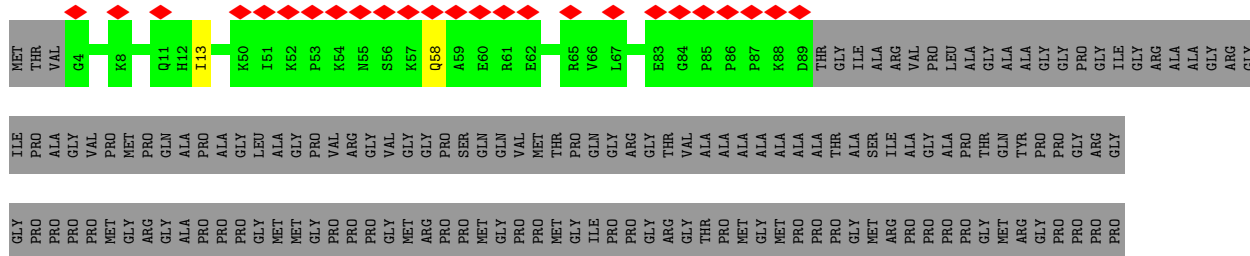 MET THR VAL G4 K8 Q11 H12 I13 K50 I51 K52 P53 K54 N55 S56 K57 Q58 A59 E60 R61 E62 R65 V66 L67 E83 G84 P85 P86 P87 K88 D89 THR GLY ILE ALA ARG VAL PRO LEU ALA GLY ALA ALA GLY GLY PRO GLY ILE GLY ARG ALA ALA GLY ARG GLY
ILE PRO ALA GLY VAL PRO MET PRO GLN ALA PRO ALA GLY LEU ALA GLY PRO VAL ARG GLY VAL GLY GLY PRO SER GLN GLN VAL MET THR PRO GLN GLY ARG GLY THR VAL ALA ALA ALA ALA ALA ALA ALA THR ALA SER ILE ALA GLY ALA PRO THR GLN TYR PRO PRO GLY ARG GLY
GLY PRO PRO PRO PRO MET GLY ARG GLY ALA PRO PRO PRO GLY MET MET GLY PRO PRO PRO GLY MET ARG PRO PRO MET GLY PRO PRO MET GLY ILE PRO PRO GLY ARG GLY THR PRO MET GLY MET PRO PRO PRO GLY MET ARG PRO PRO PRO PRO GLY MET ARG GLY PRO PRO PRO PRO